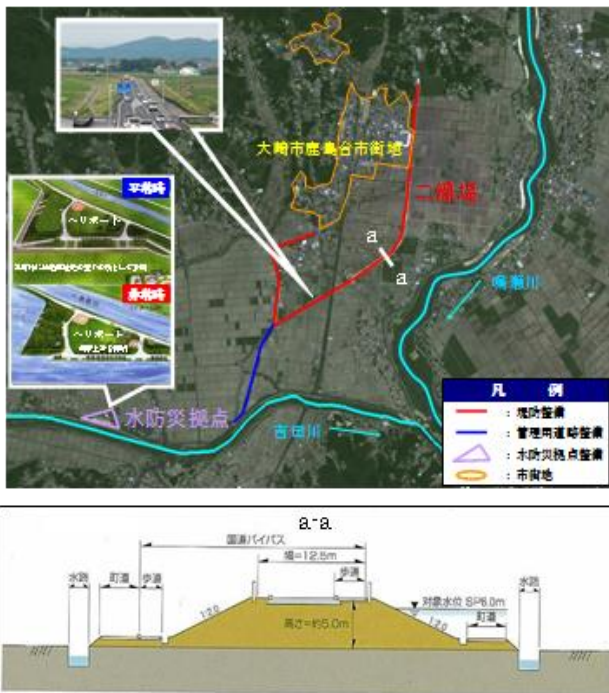 大崎市鹿島台市街地
二線堤
a
a
鳴瀬川
平常時
ヘリポート
ヘリポート
水防災拠点
吉田川
凡 例
：堤防整備
：管理用道路整備
：水防災拠点整備
：市街地
a-a
国道バイパス
幅=12.5m
水路
町道
歩道
歩道
水路
対象水位 SP6.0m
町道
1:2.0
高さ=約5.0m
1:2.0